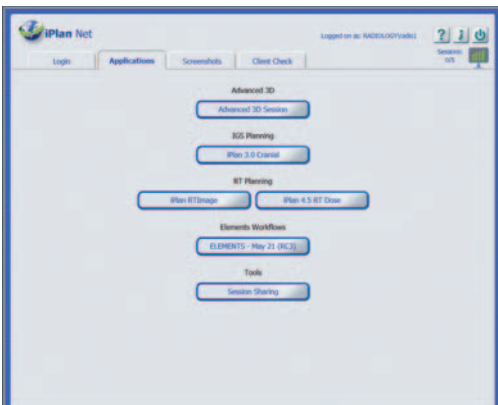 iPlan Net
Logged on as: RADIOLOGY\radio1
? i
Login Applications Screenshots Client Check
Sessions:
0/5
Advanced 3D
Advanced 3D Session
IGS Planning
iPlan 3.0 Cranial
RT Planning
iPlan RTImage iPlan 4.5 RT Dose
Elements Workflows
ELEMENTS - May 21 (RC3)
Tools
Session Sharing